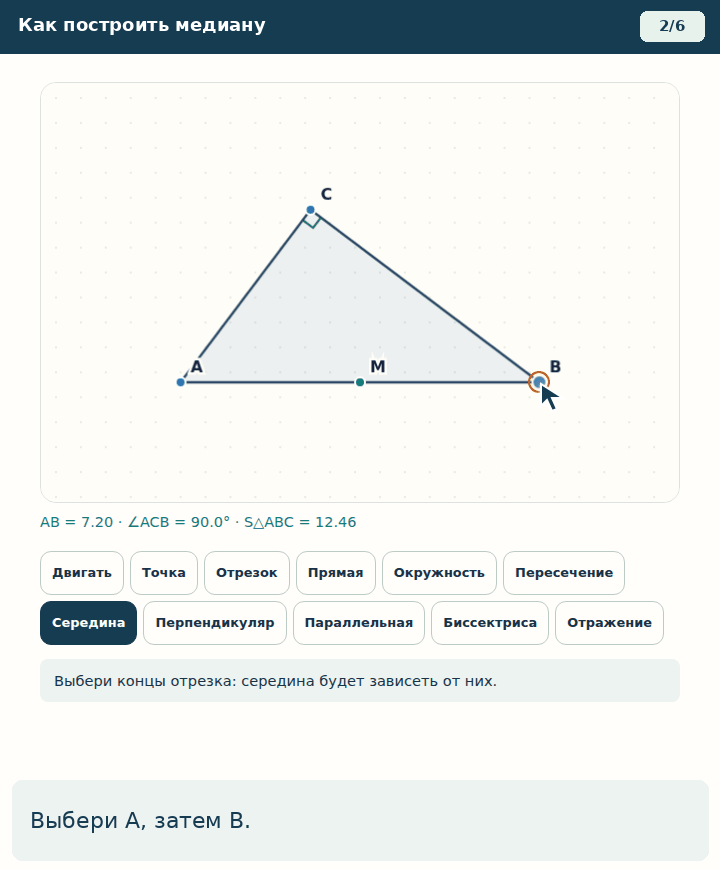 Как построить медиану
2/6
C
A
M
B
AB = 7.20 · ∠ACB = 90.0° · S△ABC = 12.46
Двигать Точка Отрезок Прямая Окружность Пересечение
Середина Перпендикуляр Параллельная Биссектриса Отражение
Выбери концы отрезка: середина будет зависеть от них.
Выбери A, затем B.